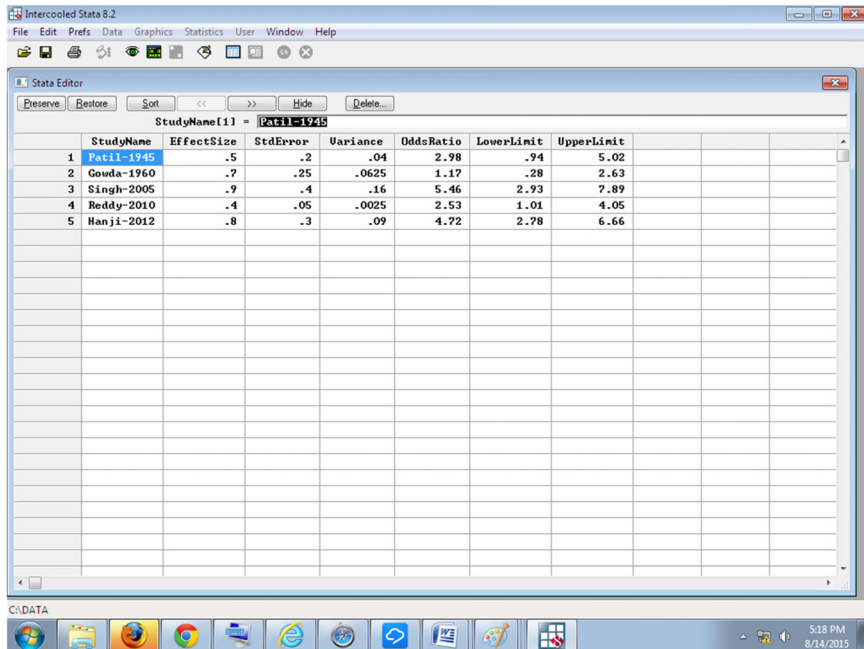 Intercooled Stata 8.2
File Edit Prefs Data Graphics Statistics User Window Help
Stata Editor
Preserve Restore Sort << >> Hide Delete...
StudyName[1] = Patil-1945
StudyName EffectSize StdError Variance OddsRatio LowerLimit UpperLimit
1 Patil-1945 .5 .2 .04 2.98 .94 5.02
2 Gowda-1960 .7 .25 .0625 1.17 .28 2.63
3 Singh-2005 .9 .4 .16 5.46 2.93 7.89
4 Reddy-2010 .4 .05 .0025 2.53 1.01 4.05
5 Hanji-2012 .8 .3 .09 4.72 2.78 6.66
C:\DATA
5:18 PM
8/14/2015